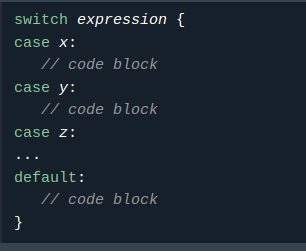 switch expression {
case x:
   // code block
case y:
   // code block
case z:
...
default:
   // code block
}